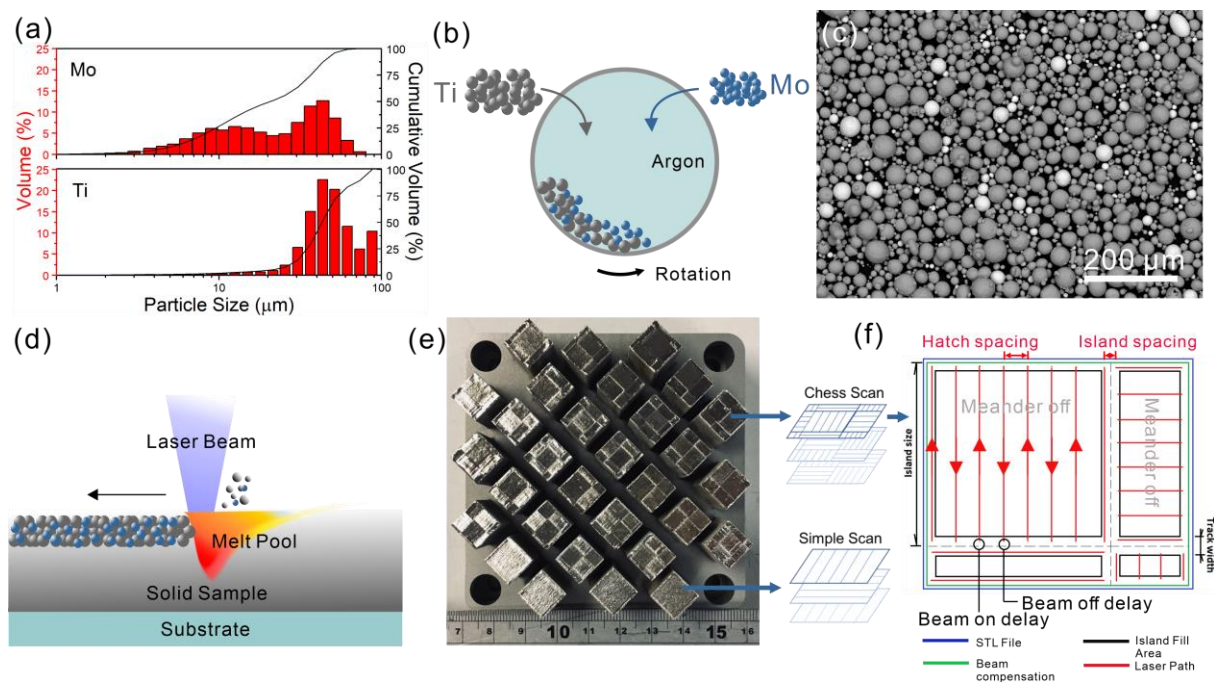 (a)
25
20
15
10
5
0
Mo
100
75
50
25
0
25
20
15
10
5
0
Ti
100
75
50
25
0
Volume (%)
Cumulative Volume (%)
1
10
100
Particle Size (μm)
(b)
Ti
Mo
Argon
Rotation
(c)
200 μm
(d)
Laser Beam
Melt Pool
Solid Sample
Substrate
(e)
7 8 9 10 11 12 13 14 15 16
Chess Scan
Simple Scan
(f)
Hatch spacing
Island spacing
Meander off
Meander off
Island size
Track width
Beam off delay
Beam on delay
STL File
Beam
compensation
Island Fill
Area
Laser Path